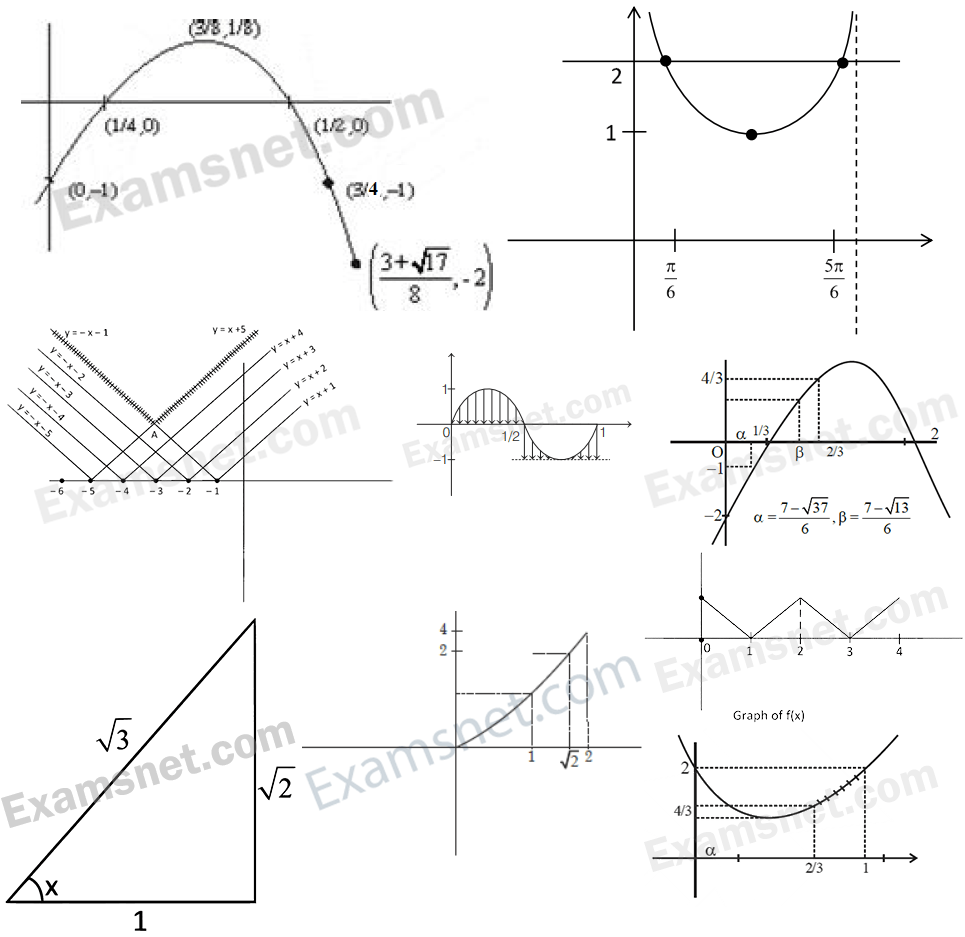 (3/8,1/8)
(1/4,0)
(1/2,0)
(0,–1)
(3/4,–1)
(3+√17/8, -2)
2
1
π/6
5π/6
y = – x – 1
y = x +5
y = – x – 2
y = x + 4
y = – x – 3
y = x + 3
y = – x – 4
y = x + 2
y = – x – 5
y = x + 1
A
– 6 – 5 – 4 – 3 – 2 – 1
1
0 1/2 1
–1
4/3
α 1/3 2
O β 2/3
–1
–2
α = 7–√37/6 , β = 7–√13/6
0 1 2 3 4
Graph of f(x)
√3
√2
x
1
4
2
1 √2 2
2
4/3
α
2/3 1
Examsnet.com
Examsnet.com
Examsnet.com
Examsnet.com
Examsnet.com
Examsnet.com
Examsnet.com
Examsnet.com